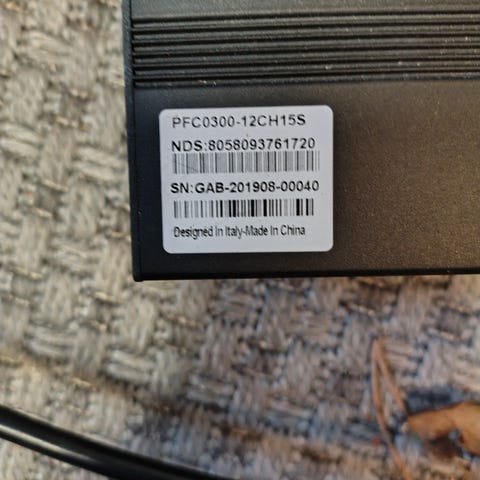 PFC0300-12CH15S
NDS:8058093761720
SN:GAB-201908-00040
Designed in Italy-Made In China